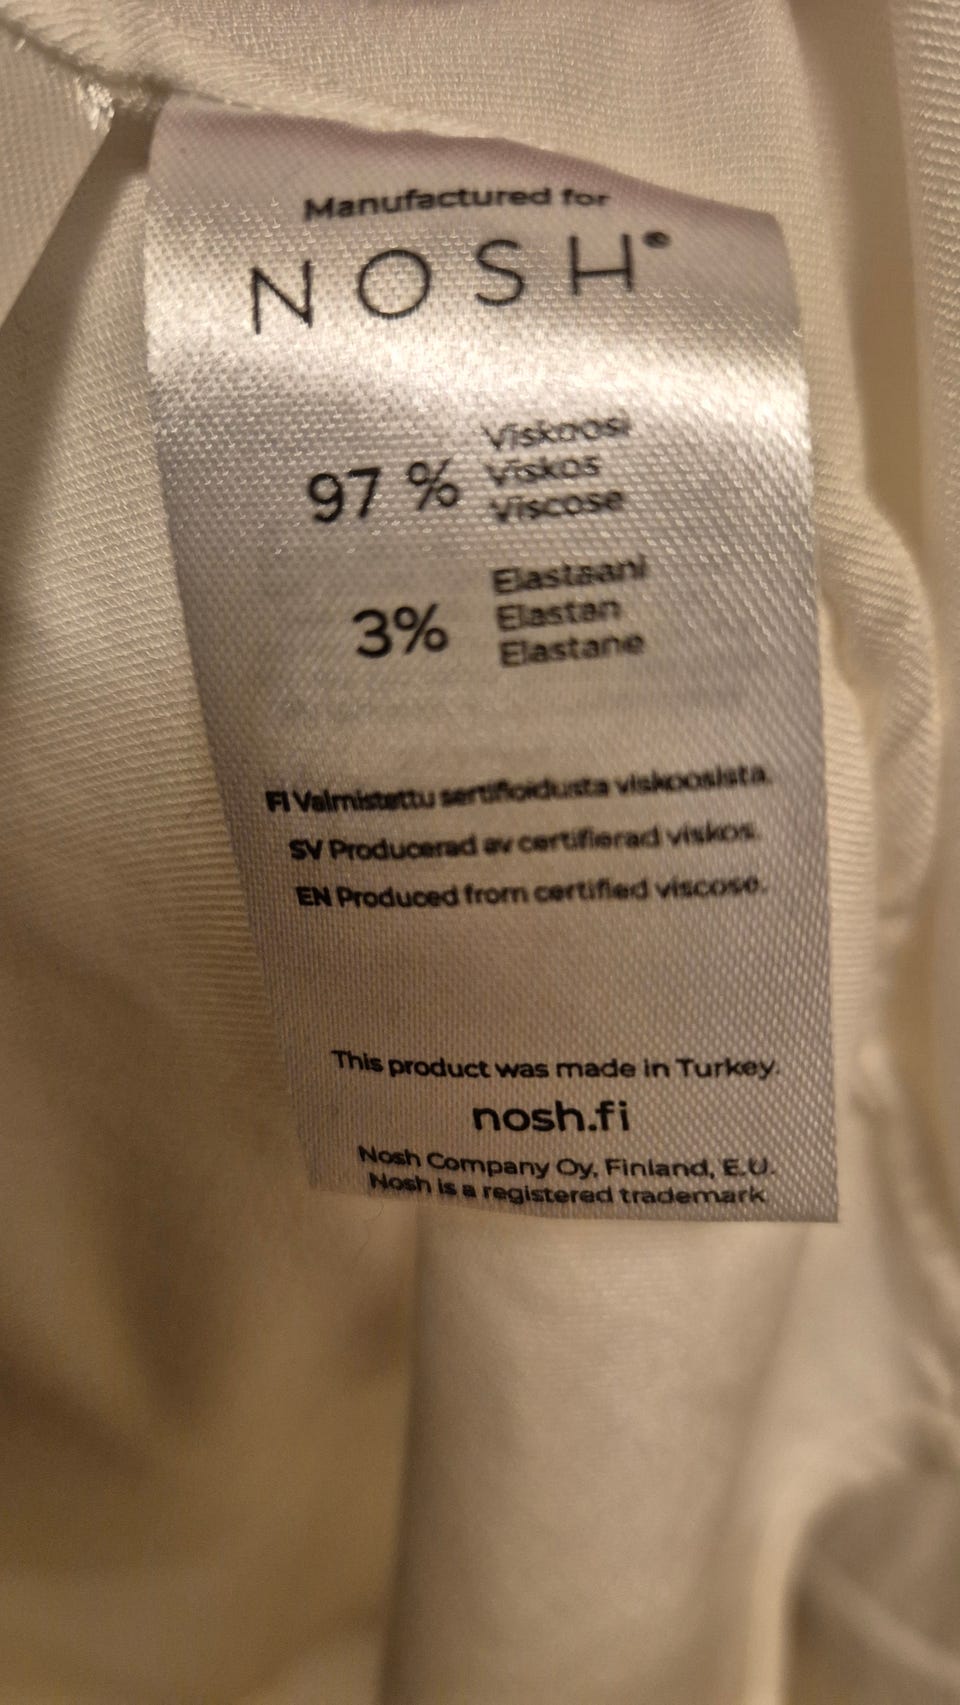 Manufactured for
NOSH®
97 % Viskoosi
Viskos
Viscose
3% Elastaani
Elastan
Elastane
FI Valmistettu sertifioidusta viskoosista.
SV Producerad av certifierad viskos.
EN Produced from certified viscose.
This product was made in Turkey.
nosh.fi
Nosh Company Oy, Finland, E.U.
Nosh is a registered trademark